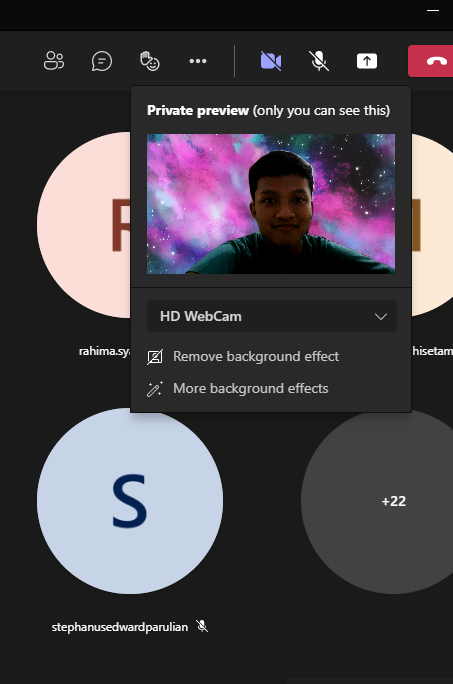 Private preview (only you can see this)
HD WebCam
Remove background effect
More background effects
R
rahima.sya
hisetam
S
+22
stephanusedwardparulian